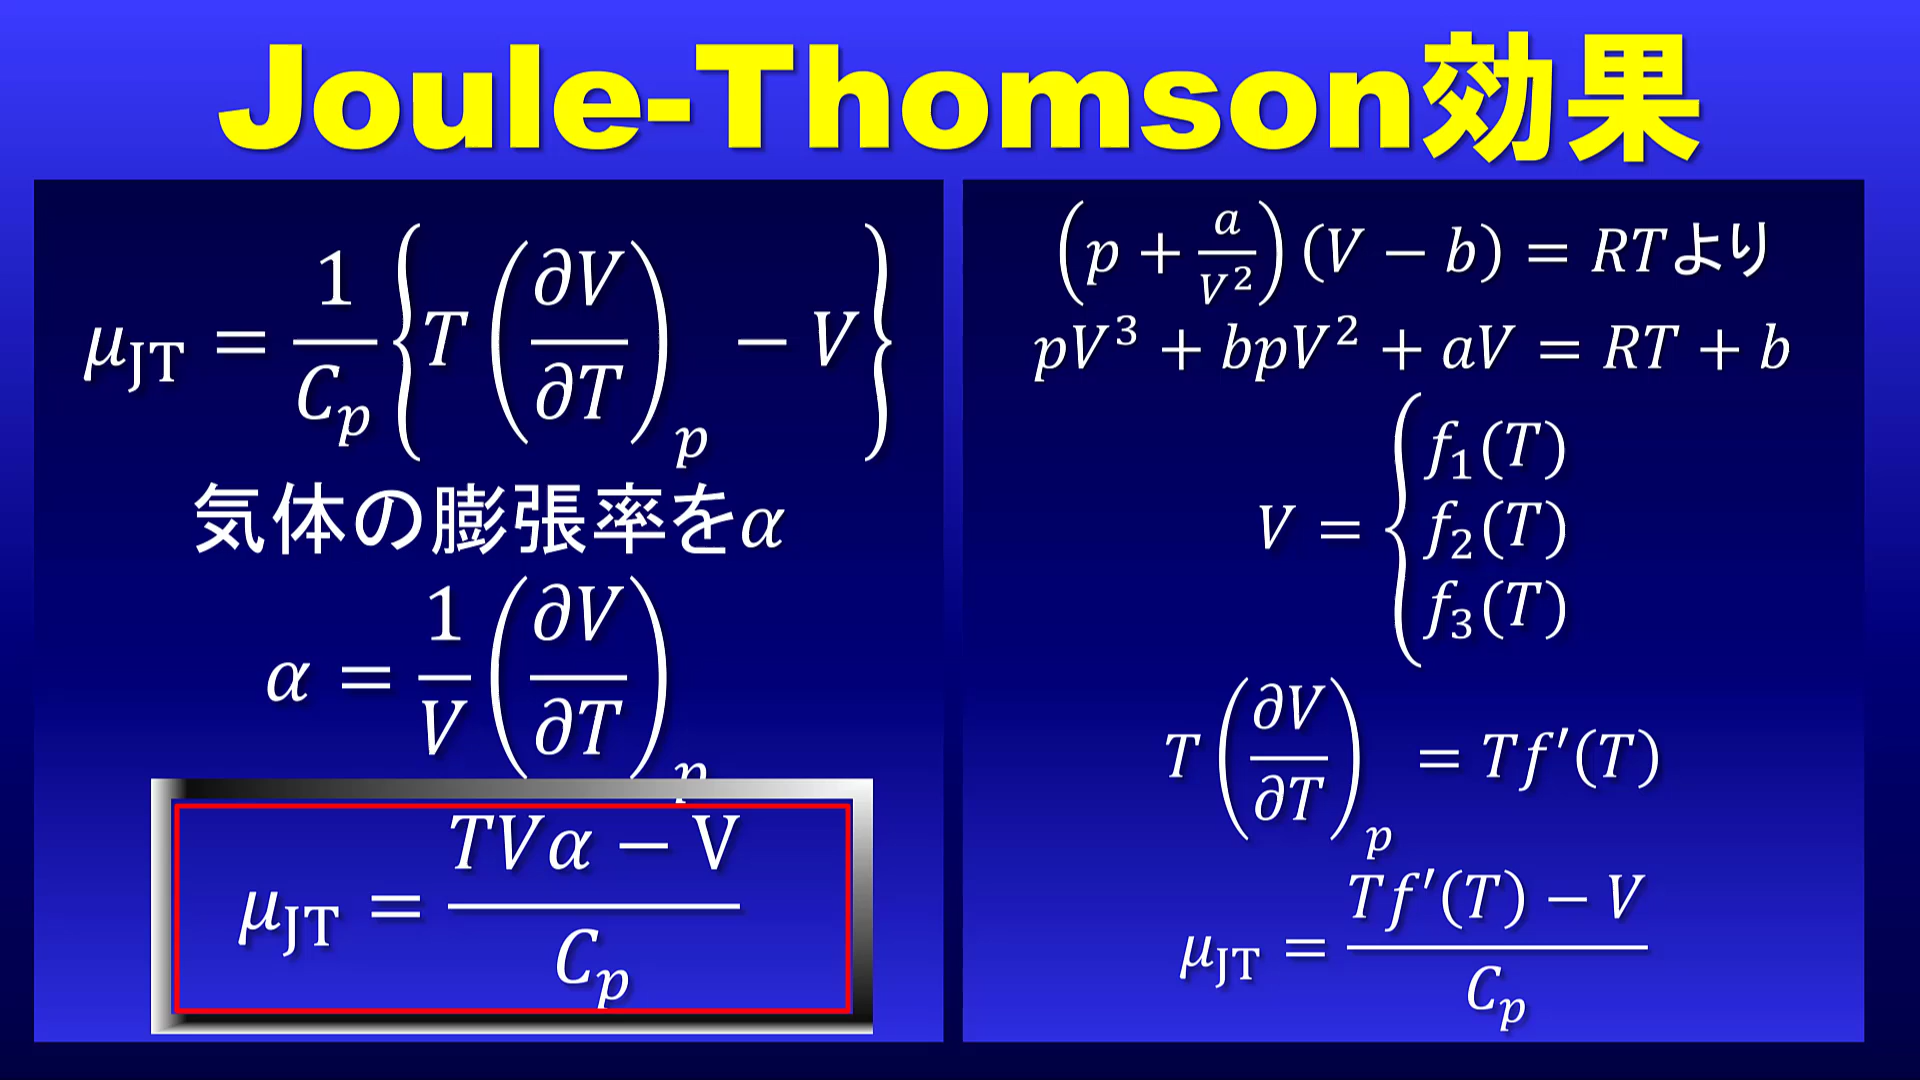 Joule-Thomson効果
μ_JT = 1/C_p {T (∂V/∂T)_p − V}
気体の膨張率をα
α = 1/V (∂V/∂T)_p
μ_JT = (TVα − V)/C_p
(p + a/V²)(V − b) = RTより
pV³ + bpV² + aV = RT + b
V = { f₁(T)
f₂(T)
f₃(T)
T (∂V/∂T)_p = Tf′(T)
μ_JT = (Tf′(T) − V)/C_p